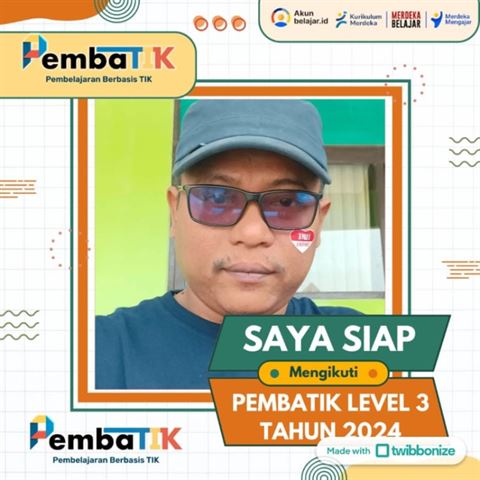 PembaTIK
Pembelajaran Berbasis TIK
Akun
belajar.id
Kurikulum
Merdeka
MERDEKA
BELAJAR
Merdeka
Mengajar
SAYA SIAP
Mengikuti
PEMBATIK LEVEL 3
TAHUN 2024
PembaTIK
Pembelajaran Berbasis TIK
Made with twibbonize